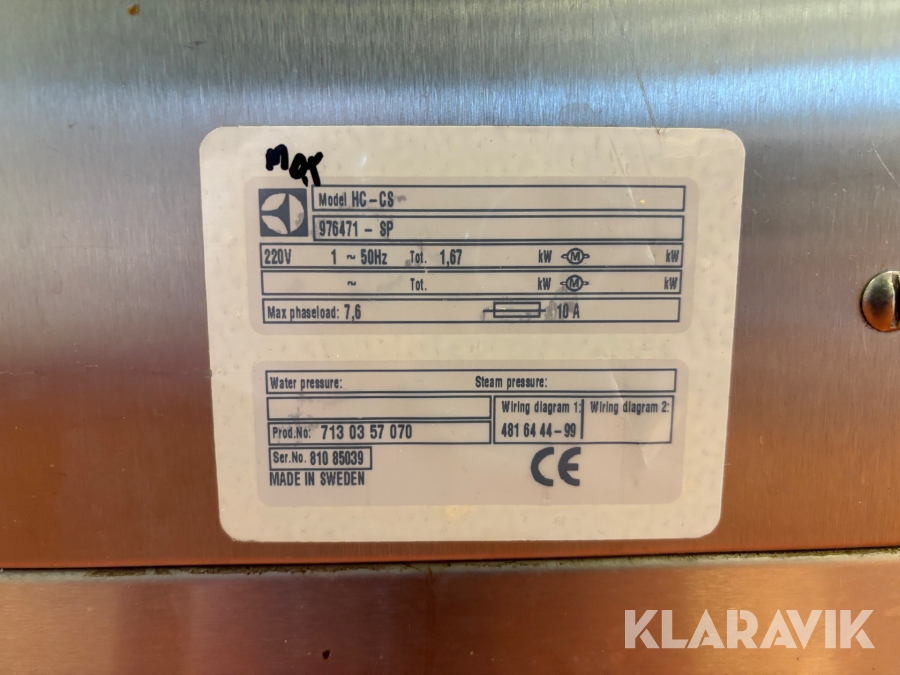 Mat
Model HC-CS
976471 - SP
220V 1 ~ 50Hz Tot. 1,67 kW M kW
~ Tot. kW M kW
Max phaseload: 7,6 10 A
Water pressure: Steam pressure:
Wiring diagram 1: Wiring diagram 2:
Prod.No: 713 03 57 070 481 64 44-99
Ser.No. 810 85039
MADE IN SWEDEN CE
KLARAVIK